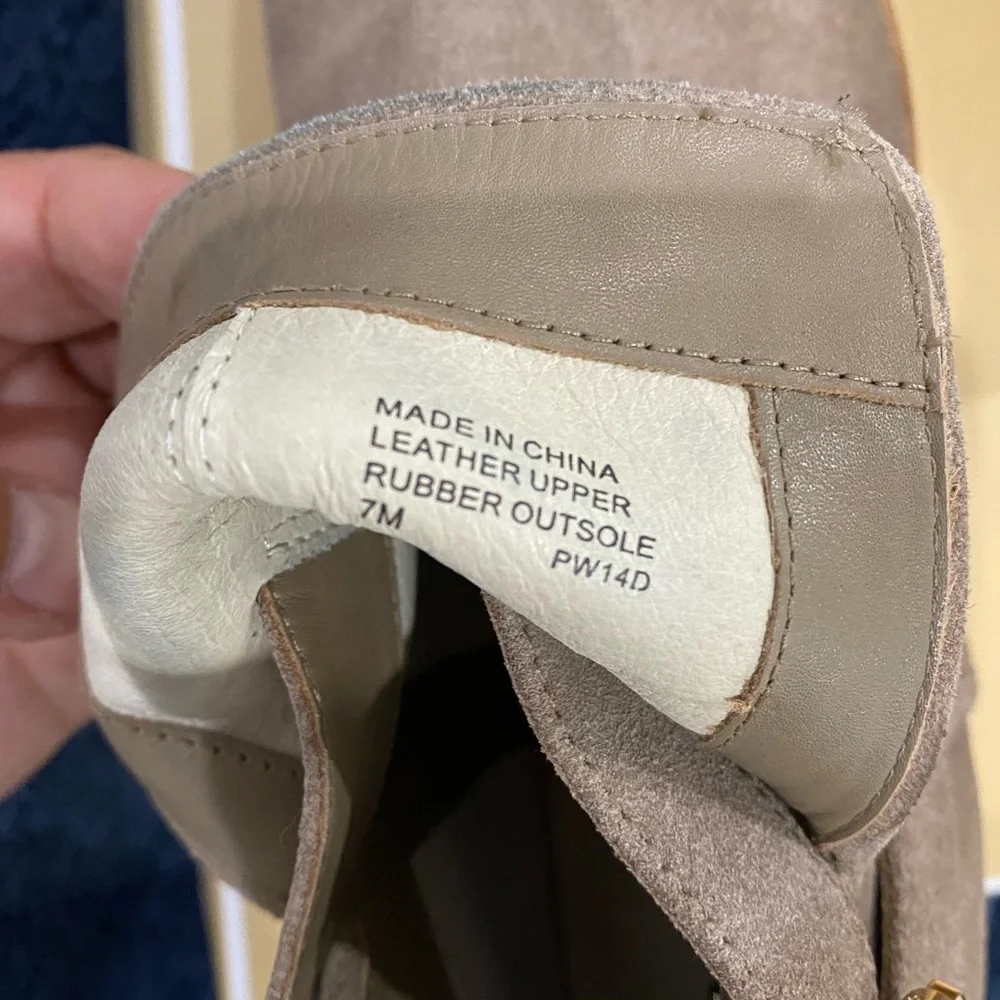 MADE IN CHINA
LEATHER UPPER
RUBBER OUTSOLE
7M
PW14D